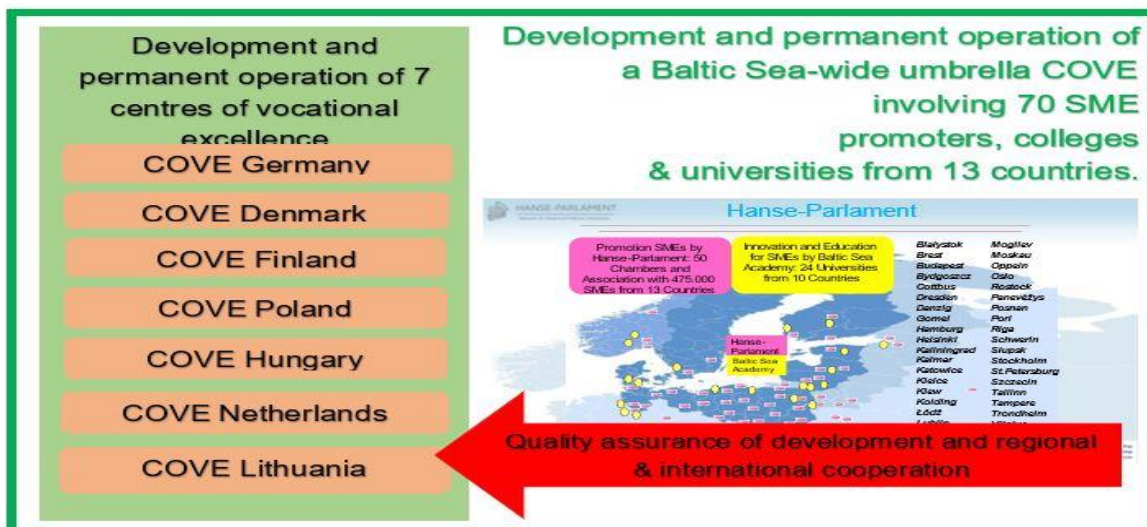 Development and
permanent operation of 7
centres of vocational
excellence
COVE Germany
COVE Denmark
COVE Finland
COVE Poland
COVE Hungary
COVE Netherlands
COVE Lithuania
Development and permanent operation of
a Baltic Sea-wide umbrella COVE
involving 70 SME
promoters, colleges
& universities from 13 countries.
HANSE-PARLAMENT
Hanse-Parlament
Promotion SMEs by
Hanse-Parlament: 50
Chambers and
Association with 475.000
SMEs from 13 Countries
Innovation and Education
for SMEs by Baltic Sea
Academy: 24 Universities
from 10 Countries
Hanse-
Parlament
Baltic Sea
Academy
Bialystok
Brest
Budapest
Bydgoszcz
Cottbus
Dresden
Danzig
Gomel
Hamburg
Helsinki
Kaliningrad
Kalmar
Katowice
Kielce
Kiew
Kolding
Łódź
Lublin
Mogilev
Moskau
Oppeln
Oslo
Rostock
Panevėžys
Posnan
Pori
Riga
Schwerin
Slupsk
Stockholm
St.Petersburg
Szczecin
Tallinn
Tampere
Trondheim
Vilnius
Quality assurance of development and regional
& international cooperation